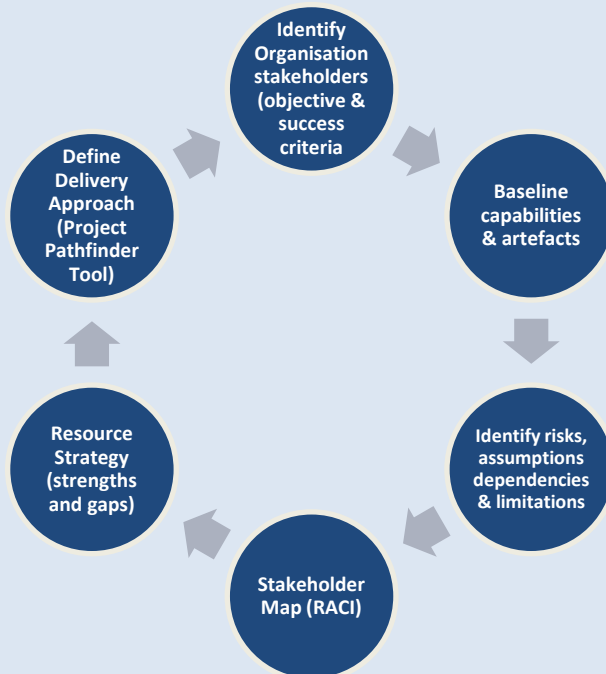 Identify
Organisation
stakeholders
(objective &
success
criteria
Baseline
capabilities
& artefacts
Identify risks,
assumptions
dependencies
& limitations
Stakeholder
Map (RACI)
Resource
Strategy
(strengths
and gaps)
Define
Delivery
Approach
(Project
Pathfinder
Tool)